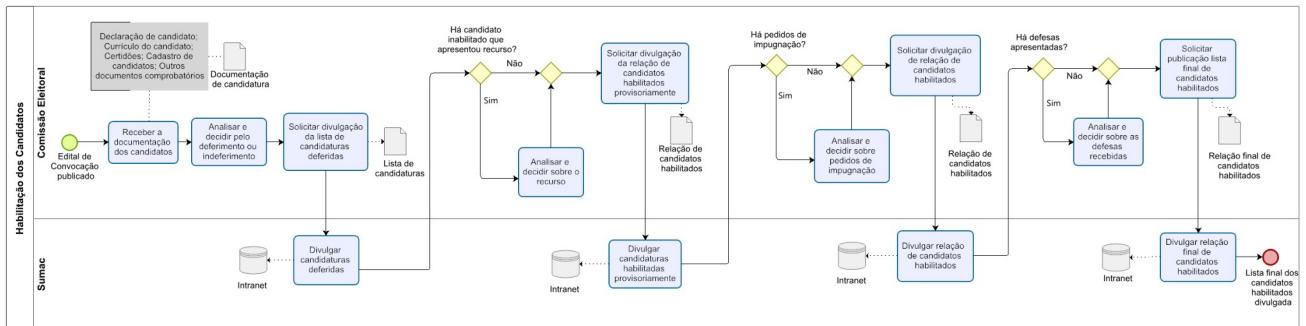 Habilitação dos Candidatos
Comissão Eleitoral
Declaração de candidato;
Currículo do candidato;
Certidões; Cadastro de
candidatos; Outros
documentos comprobatórios
Documentação
de candidatura
Edital de
Convocação
publicado
Receber a
documentação
dos candidatos
Analisar e
decidir pelo
deferimento ou
indeferimento
Solicitar divulgação
da lista de
candidaturas
deferidas
Lista de
candidaturas
Há candidato
inabilitado que
apresentou recurso?
Não
Sim
Analisar e
decidir sobre o
recurso
Solicitar divulgação
da relação de
candidatos
habilitados
provisoriamente
Relação de
candidatos
habilitados
Há pedidos de
impugnação?
Não
Sim
Analisar e
decidir sobre
pedidos de
impugnação
Solicitar divulgação
de relação de
candidatos
habilitados
Relação de
candidatos
habilitados
Há defesas
apresentadas?
Não
Sim
Analisar e
decidir sobre as
defesas
recebidas
Solicitar
publicação lista
final de
candidatos
habilitados
Relação final de
candidatos
habilitados
Sumac
Intranet
Divulgar
candidaturas
deferidas
Intranet
Divulgar
candidaturas
habilitadas
provisoriamente
Intranet
Divulgar relação
de candidatos
habilitados
Intranet
Divulgar relação
final de
candidatos
habilitados
Lista final dos
candidatos
habilitados
divulgada